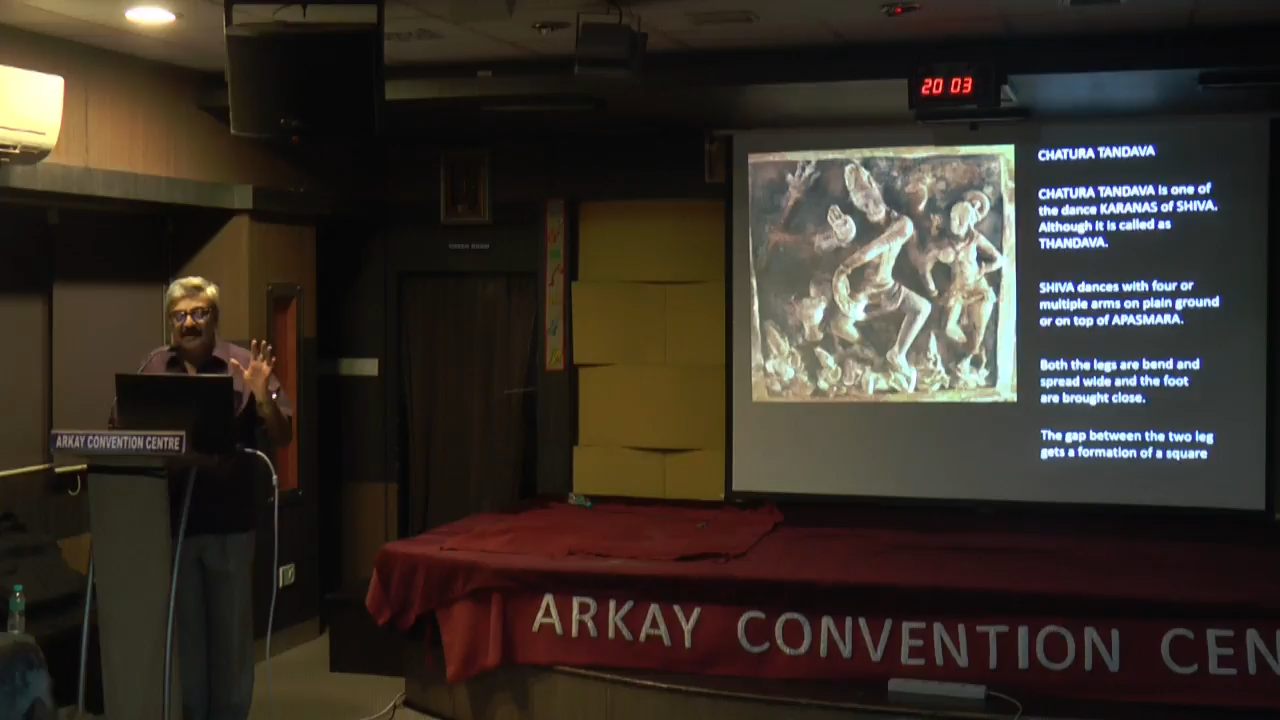 20 03
CHATURA TANDAVA
CHATURA TANDAVA is one of
the dance KARANAS of SHIVA.
Although it is called as
THANDAVA.
SHIVA dances with four or
multiple arms on plain ground
or on top of APASMARA.
Both the legs are bend and
spread wide and the foot
are brought close.
The gap between the two leg
gets a formation of a square
ARKAY CONVENTION CENTRE
ARKAY CONVENTION CEN